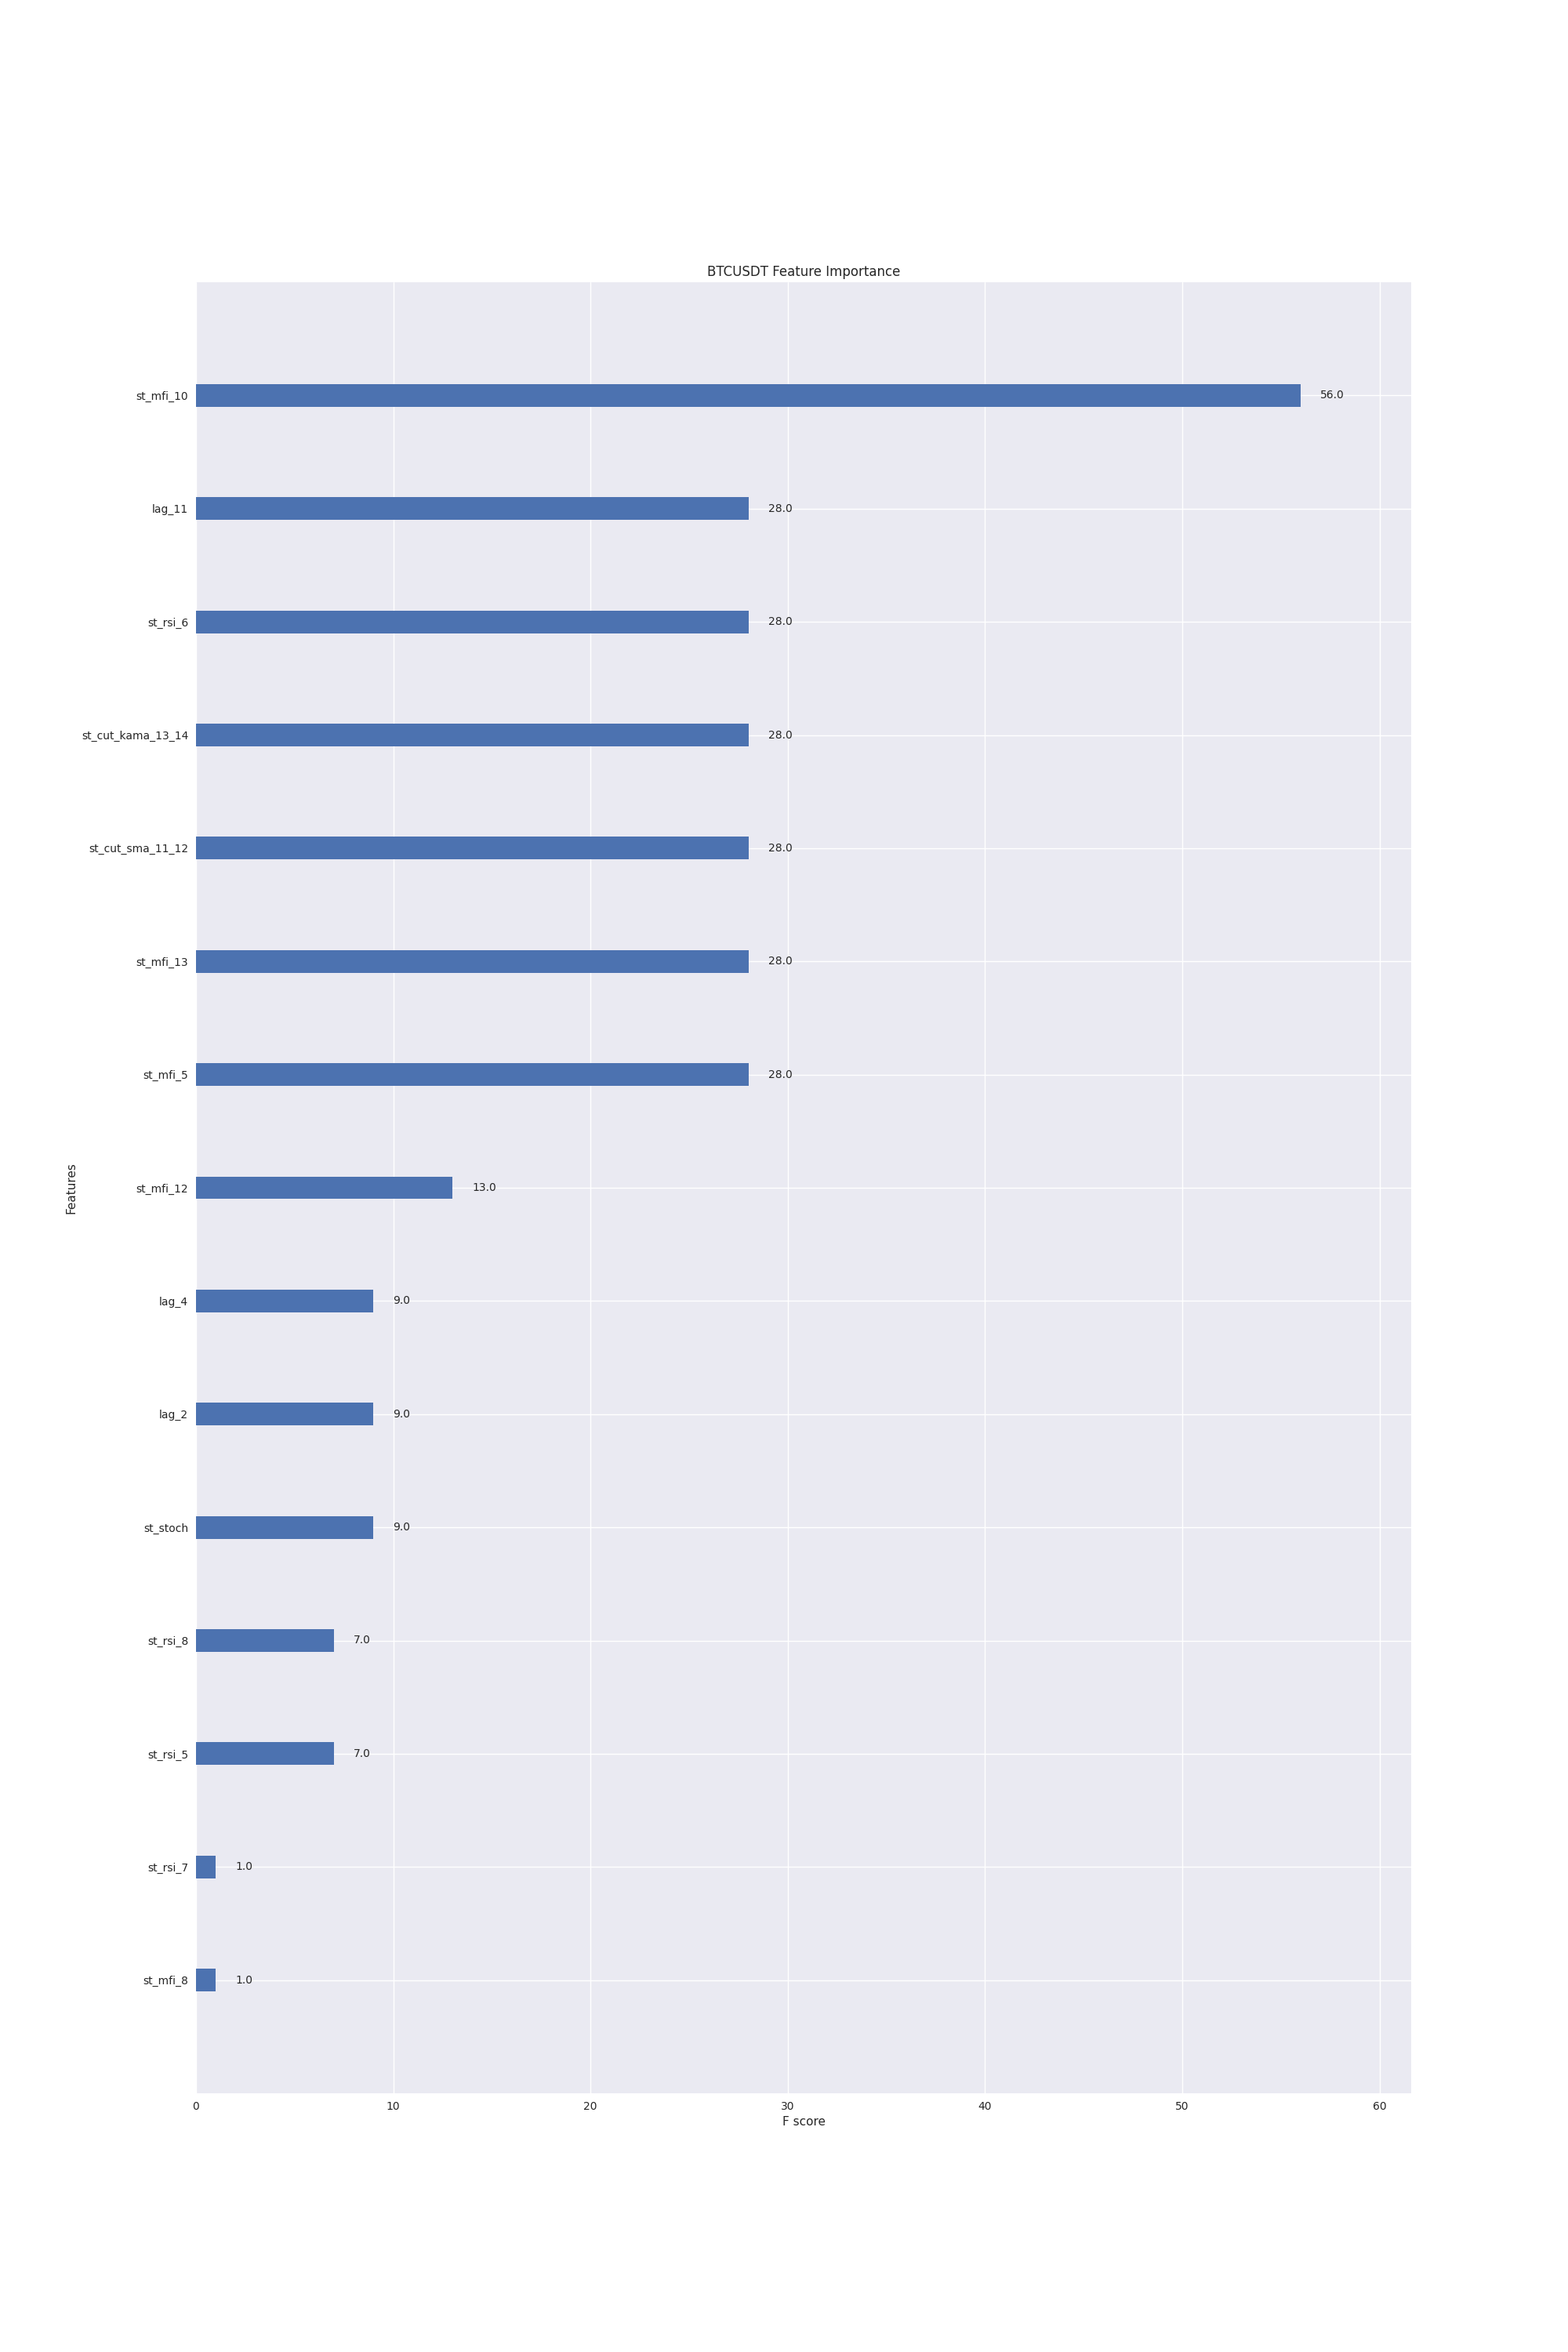 BTCUSDT Feature Importance
st_mfi_10 56.0
lag_11 28.0
st_rsi_6 28.0
st_cut_kama_13_14 28.0
st_cut_sma_11_12 28.0
st_mfi_13 28.0
st_mfi_5 28.0
Features
st_mfi_12 13.0
lag_4 9.0
lag_2 9.0
st_stoch 9.0
st_rsi_8 7.0
st_rsi_5 7.0
st_rsi_7 1.0
st_mfi_8 1.0
0 10 20 30 40 50 60
F score